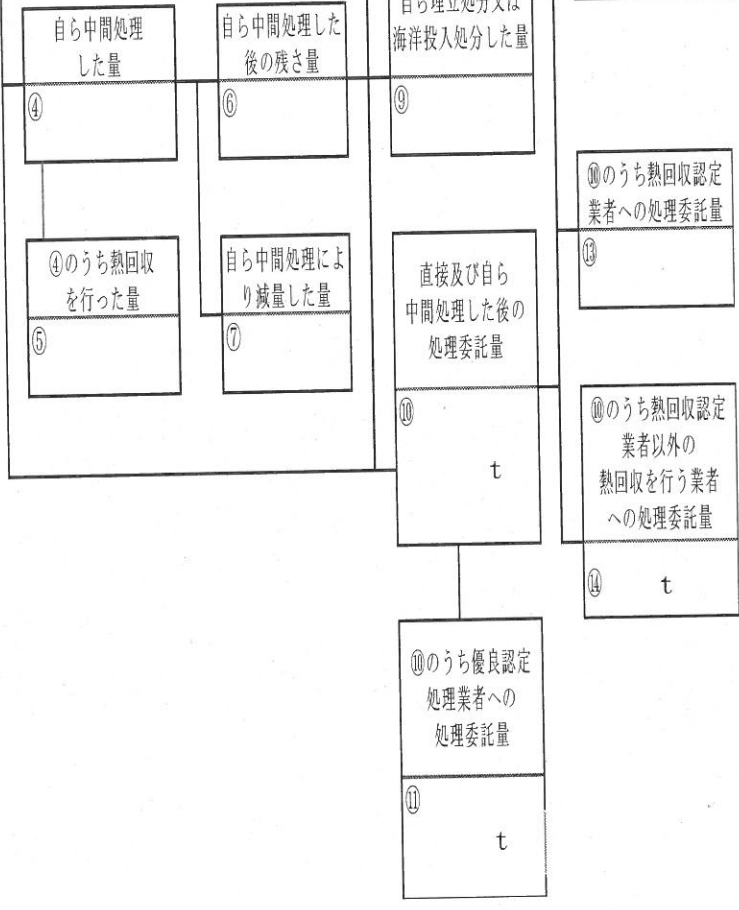 自ら中間処理
した量
④
自ら中間処理した
後の残さ量
⑥
自ら埋立処分又は
海洋投入処分した量
⑨
⑩のうち熱回収認定
業者への処理委託量
⑬
④のうち熱回収
を行った量
⑤
自ら中間処理によ
り減量した量
⑦
直接及び自ら
中間処理した後の
処理委託量
⑩
t
⑩のうち熱回収認定
業者以外の
熱回収を行う業者
への処理委託量
⑭ t
⑩のうち優良認定
処理業者への
処理委託量
⑪
t